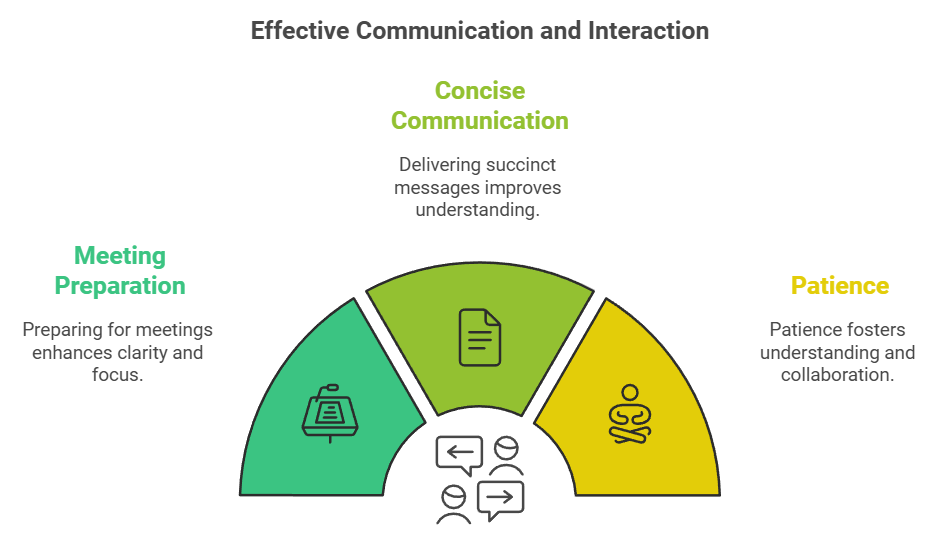 Effective Communication and Interaction
Concise
Communication
Delivering succinct
messages improves
understanding.
Meeting
Preparation
Preparing for meetings
enhances clarity and
focus.
Patience
Patience fosters
understanding and
collaboration.